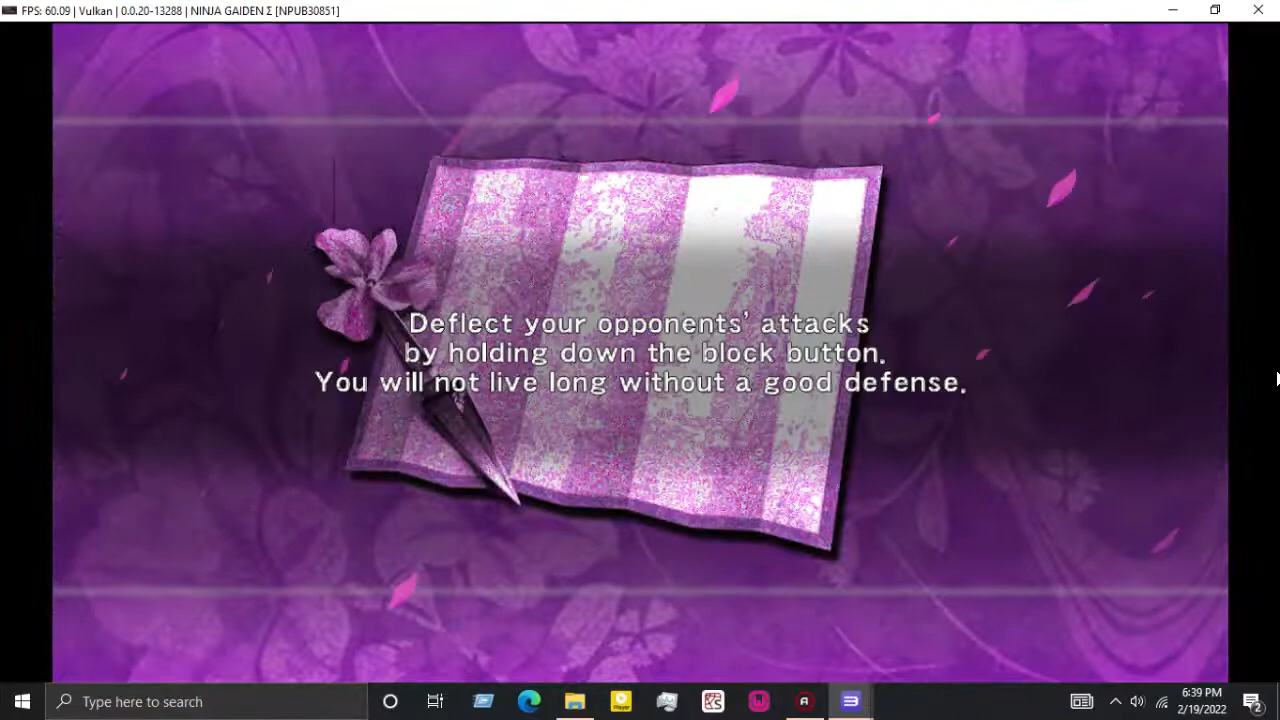 FPS: 60.09 | Vulkan | 0.0.20-13288 | NINJA GAIDEN Σ [NPUB30851]
Deflect your opponents' attacks
by holding down the block button.
You will not live long without a good defense.
Type here to search
Player
6:39 PM
2/19/2022
2